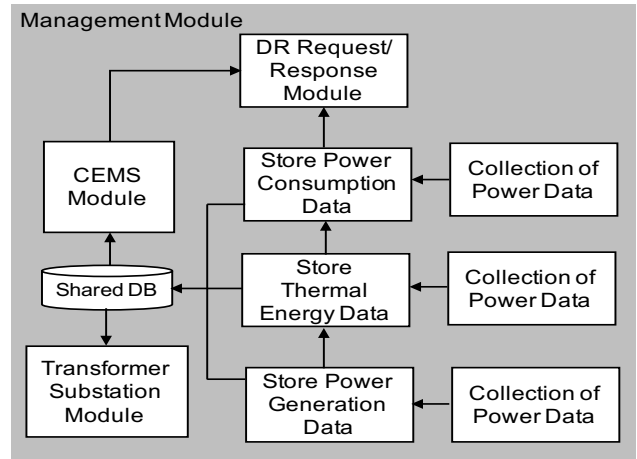 Management Module
DR Request/
Response
Module
CEMS
Module
Store Power
Consumption
Data
Collection of
Power Data
Shared DB
Store
Thermal
Energy Data
Collection of
Power Data
Transformer
Substation
Module
Store Power
Generation
Data
Collection of
Power Data